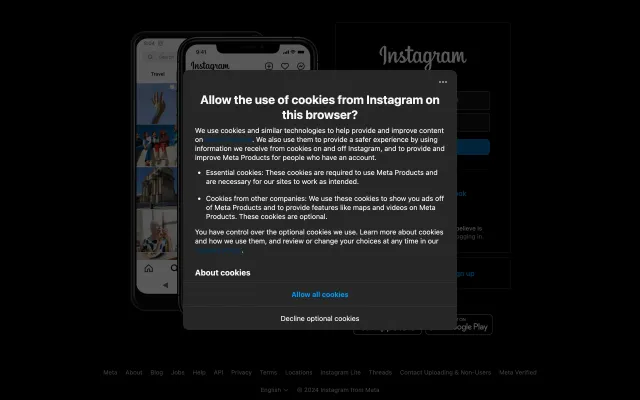 9:41
Instagram
Travel
Instagram
Allow the use of cookies from Instagram on
this browser?
We use cookies and similar technologies to help provide and improve content
on . We also use them to provide a safer experience by using
information we receive from cookies on and off Instagram, and to provide and
improve Meta Products for people who have an account.
• Essential cookies: These cookies are required to use Meta Products and
are necessary for our sites to work as intended.
• Cookies from other companies: We use these cookies to show you ads off
of Meta Products and to provide features like maps and videos on Meta
Products. These cookies are optional.
You have control over the optional cookies we use. Learn more about cookies
and how we use them, and review or change your choices at any time in our
.
About cookies
Allow all cookies
Decline optional cookies
believe is
gging in.
gn up
ogle Play
Meta About Blog Jobs Help API Privacy Terms Locations Instagram Lite Threads Contact Uploading & Non-Users Meta Verified
English © 2024 Instagram from Meta